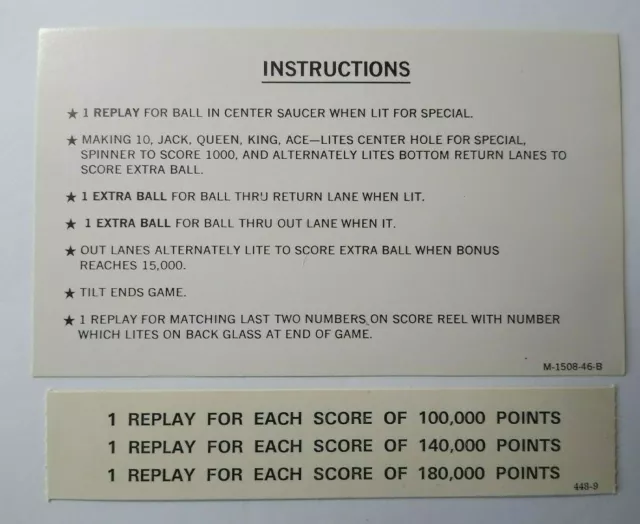 INSTRUCTIONS
★ 1 REPLAY FOR BALL IN CENTER SAUCER WHEN LIT FOR SPECIAL.
★ MAKING 10, JACK, QUEEN, KING, ACE—LITES CENTER HOLE FOR SPECIAL,
SPINNER TO SCORE 1000, AND ALTERNATELY LITES BOTTOM RETURN LANES TO
SCORE EXTRA BALL.
★ 1 EXTRA BALL FOR BALL THRU RETURN LANE WHEN LIT.
★ 1 EXTRA BALL FOR BALL THRU OUT LANE WHEN IT.
★ OUT LANES ALTERNATELY LITE TO SCORE EXTRA BALL WHEN BONUS
REACHES 15,000.
★ TILT ENDS GAME.
★ 1 REPLAY FOR MATCHING LAST TWO NUMBERS ON SCORE REEL WITH NUMBER
WHICH LITES ON BACK GLASS AT END OF GAME.
M-1508-46-B
1 REPLAY FOR EACH SCORE OF 100,000 POINTS
1 REPLAY FOR EACH SCORE OF 140,000 POINTS
1 REPLAY FOR EACH SCORE OF 180,000 POINTS
448-9